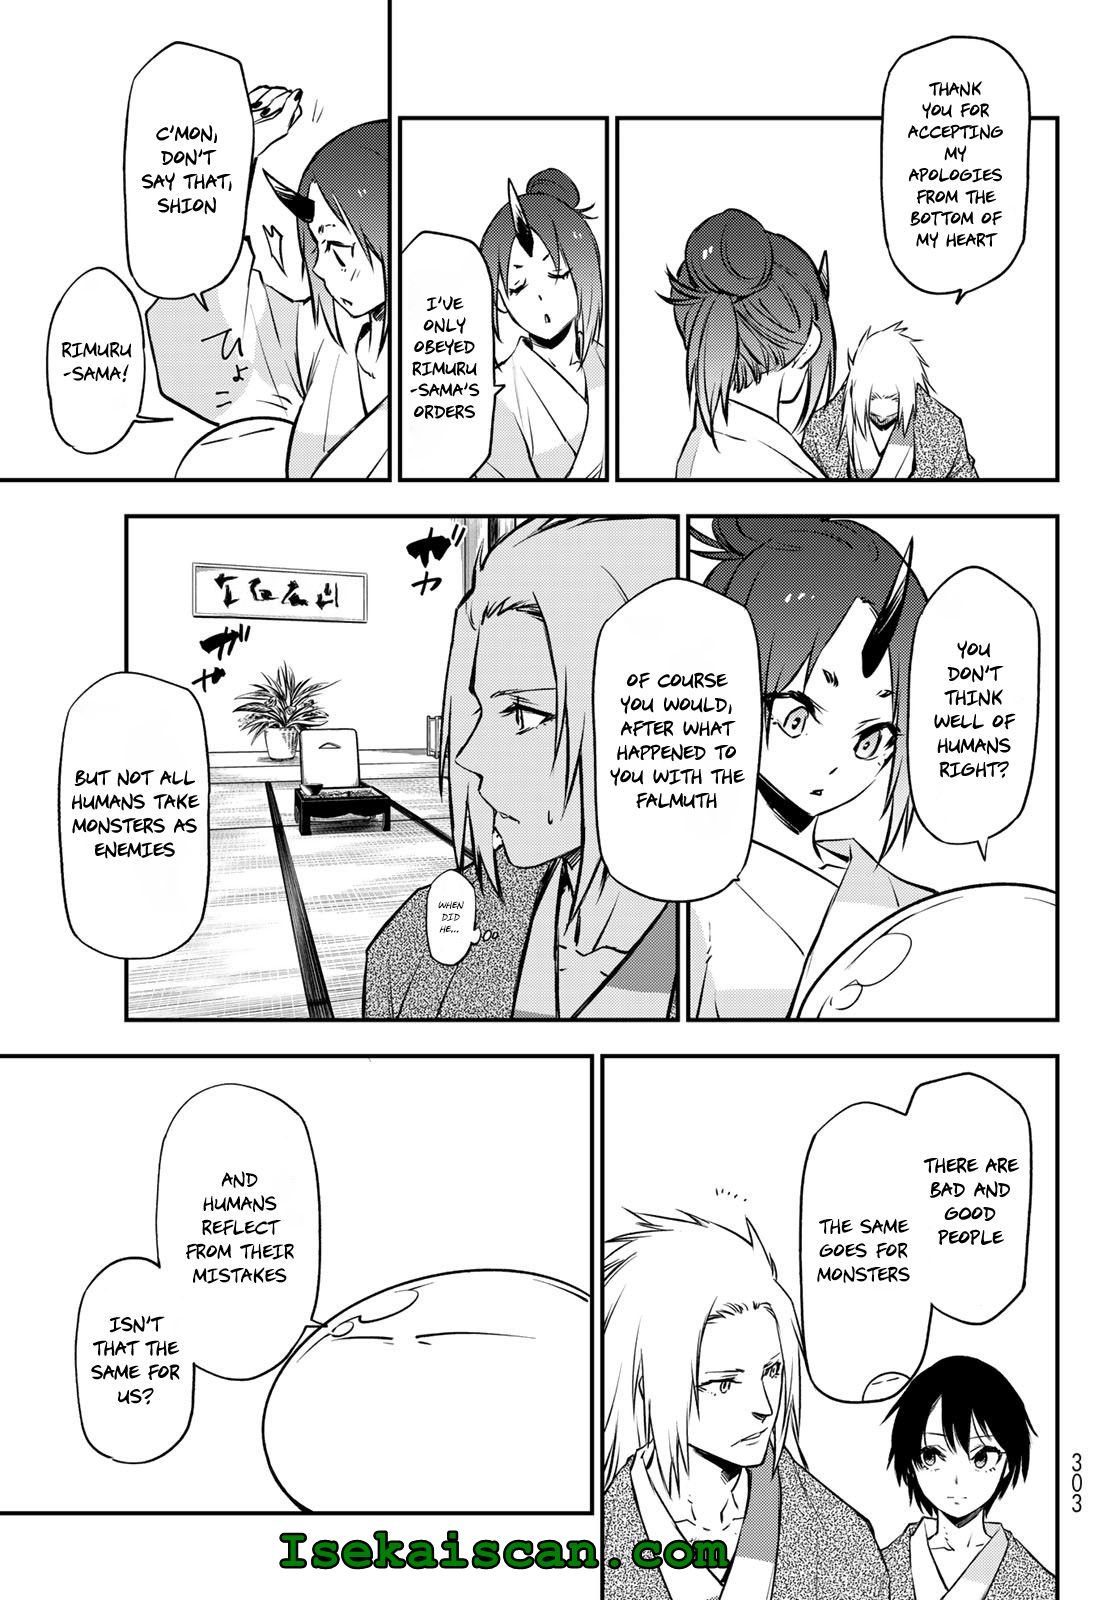 THANK
YOU FOR
ACCEPTING
MY
APOLOGIES
FROM THE
BOTTOM OF
MY HEART
I'VE
ONLY
OBEYED
RIMURU
-SAMA'S
ORDERS
C'MON,
DON'T
SAY THAT,
SHION
ひょ
RIMURU
-SAMA!
YOU
DON'T
THINK
WELL OF
HUMANS
RIGHT?
OF COURSE
YOU WOULD,
AFTER WHAT
HAPPENED TO
YOU WITH THE
FALMUTH
ガカ
WHEN
DID
HE...
BUT NOT ALL
HUMANS TAKE
MONSTERS AS
ENEMIES
THERE ARE
BAD AND
GOOD
PEOPLE
THE SAME
GOES FOR
MONSTERS
AND
HUMANS
REFLECT
FROM THEIR
MISTAKES
ISN'T
THAT THE
SAME FOR
US?
303
Isekaiscan.com